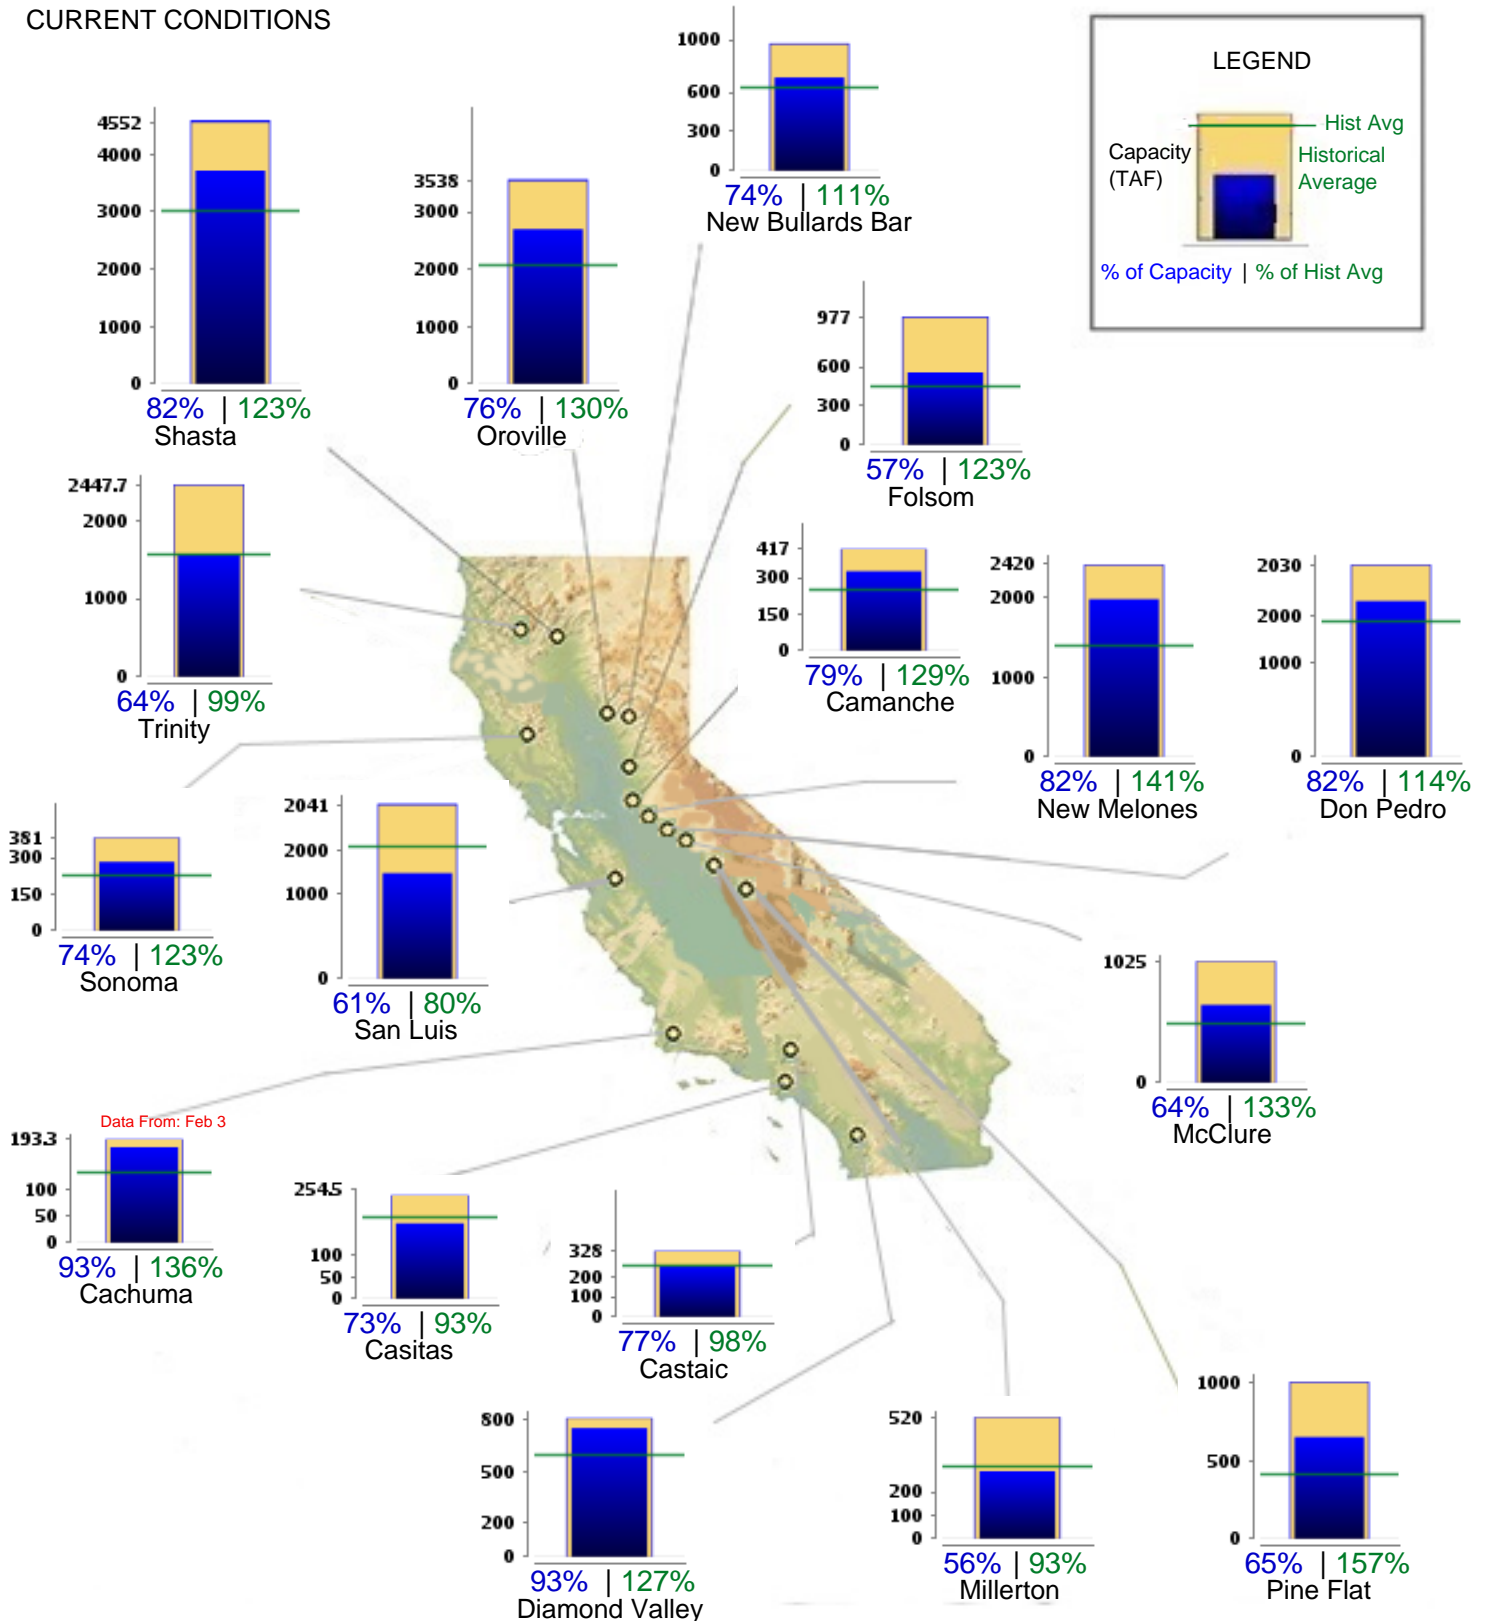 CURRENT CONDITIONS
LEGEND
Hist Avg
Capacity
(TAF)
Historical
Average
% of Capacity | % of Hist Avg
1000
600
300
0
74% | 111%
New Bullards Bar
4552
4000
3000
2000
1000
0
82% | 123%
Shasta
3538
3000
2000
1000
0
76% | 130%
Oroville
977
600
300
0
57% | 123%
Folsom
2447.7
2000
1000
0
64% | 99%
Trinity
417
300
150
0
79% | 129%
Camanche
2420
2000
1000
0
82% | 141%
New Melones
2030
2000
1000
0
82% | 114%
Don Pedro
381
300
150
0
74% | 123%
Sonoma
2041
2000
1000
0
61% | 80%
San Luis
1025
0
64% | 133%
McClure
Data From: Feb 3
193.3
100
50
0
93% | 136%
Cachuma
254.5
100
50
0
73% | 93%
Casitas
328
200
100
0
77% | 98%
Castaic
800
500
200
0
93% | 127%
Diamond Valley
520
200
100
0
56% | 93%
Millerton
1000
500
0
65% | 157%
Pine Flat